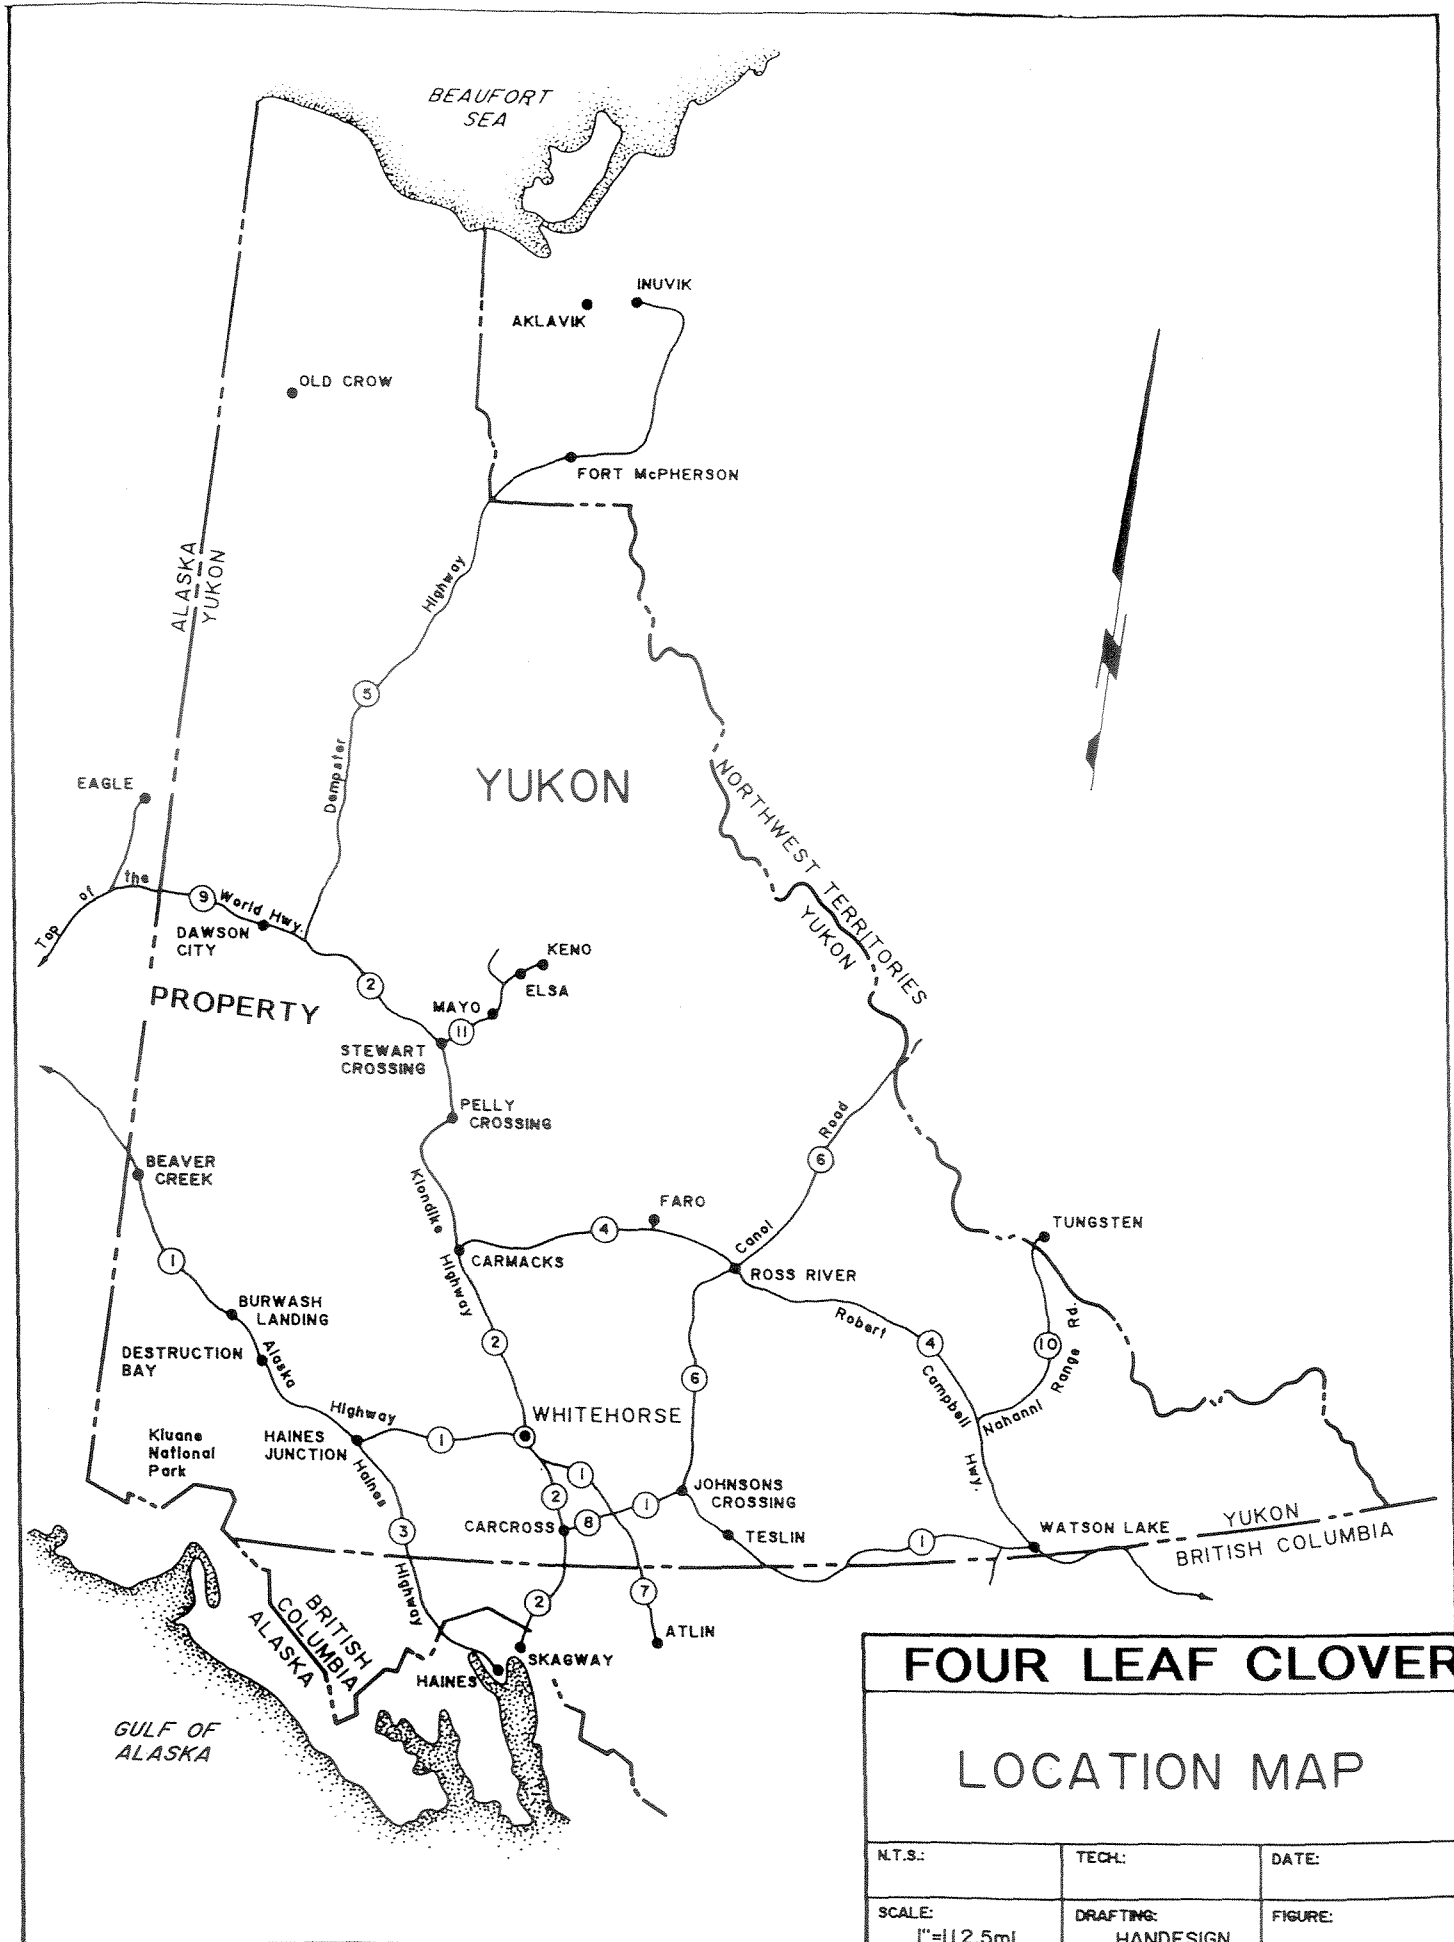 BEAUFORT
SEA
INUVIK
AKLAVIK
OLD CROW
FORT McPHERSON
ALASKA
YUKON
Highway
5
Dempster
YUKON
EAGLE
NORTHWEST TERRITORIES
YUKON
Top of the
9
World Hwy.
DAWSON
CITY
KENO
ELSA
2
PROPERTY
MAYO
11
STEWART
CROSSING
PELLY
CROSSING
Road
6
Canol
BEAVER
CREEK
Klondike
FARO
4
TUNGSTEN
1
CARMACKS
Highway
ROSS RIVER
BURWASH
LANDING
Robert
4
Rd.
10
DESTRUCTION
BAY
Alaska
2
6
Range
Campbell
Nahanni
Highway
WHITEHORSE
Kluane
National
Park
HAINES
JUNCTION
1
Haines
1
2
Hwy.
JOHNSONS
CROSSING
3
CARCROSS
8
1
TESLIN
1
WATSON LAKE
YUKON
BRITISH COLUMBIA
Highway
2
7
BRITISH
COLUMBIA
ALASKA
ATLIN
SKAGWAY
HAINES
GULF OF
ALASKA
FOUR LEAF CLOVER
LOCATION MAP
N.T.S.:
TECH.:
DATE:
SCALE:
DRAFTING:
FIGURE:
1"=112.5mi
HANDESIGN